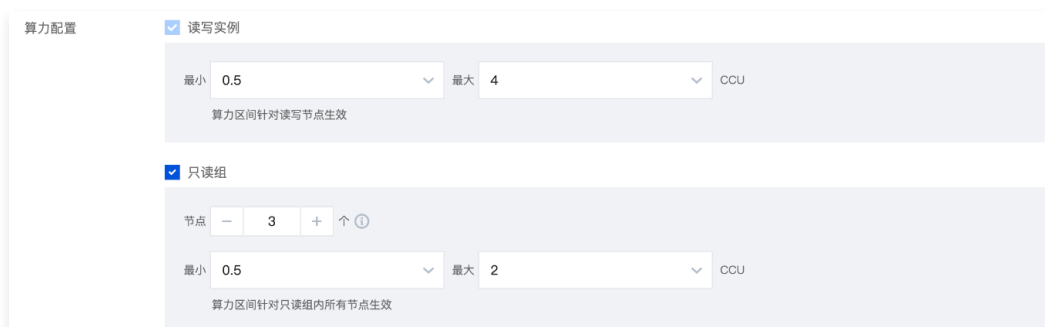 算力配置 读写实例
最小 0.5 最大 4 CCU
算力区间针对读写节点生效
只读组
节点 − 3 + 个
最小 0.5 最大 2 CCU
算力区间针对只读组内所有节点生效